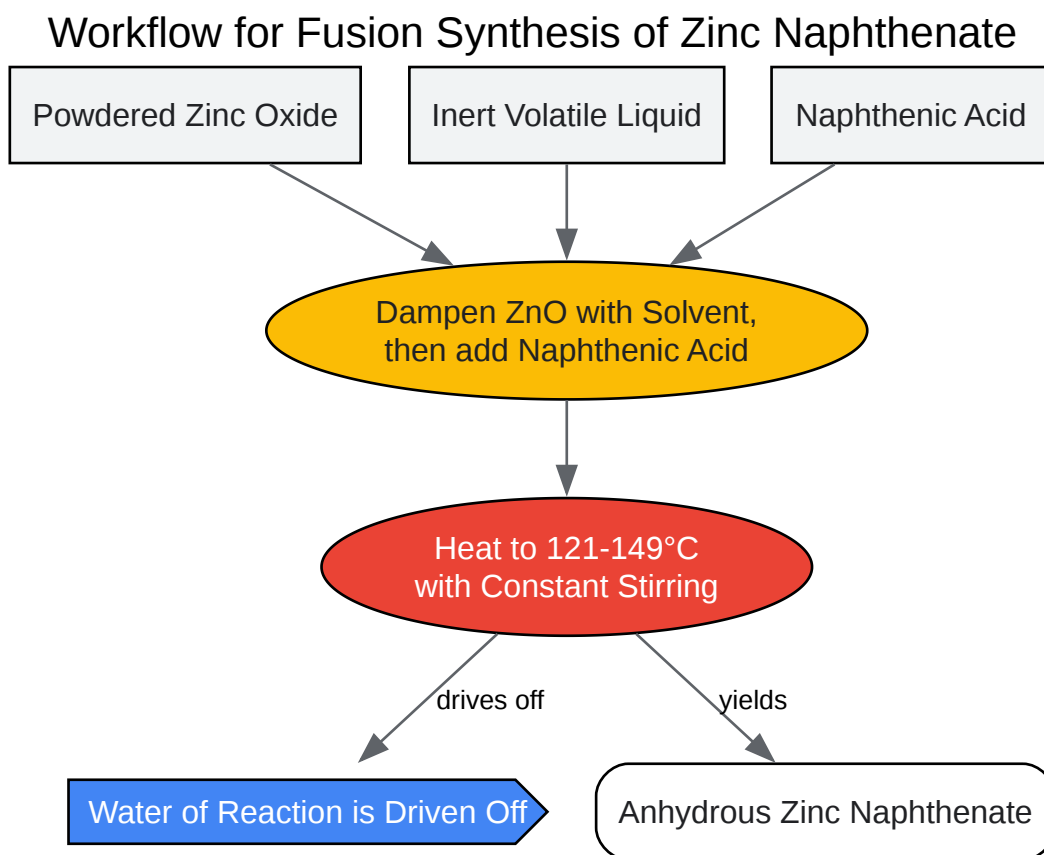 Workflow for Fusion Synthesis of Zinc Naphthenate
Powdered Zinc Oxide
Inert Volatile Liquid
Naphthenic Acid
Dampen ZnO with Solvent,
then add Naphthenic Acid
Heat to 121-149°C
with Constant Stirring
drives off
yields
Water of Reaction is Driven Off
Anhydrous Zinc Naphthenate